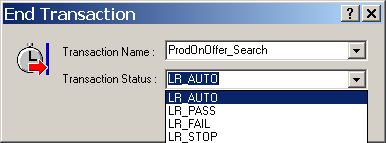 End Transaction
Transaction Name : ProdOnOffer_Search
Transaction Status : LR_AUTO
LR_AUTO
LR_PASS
LR_FAIL
LR_STOP